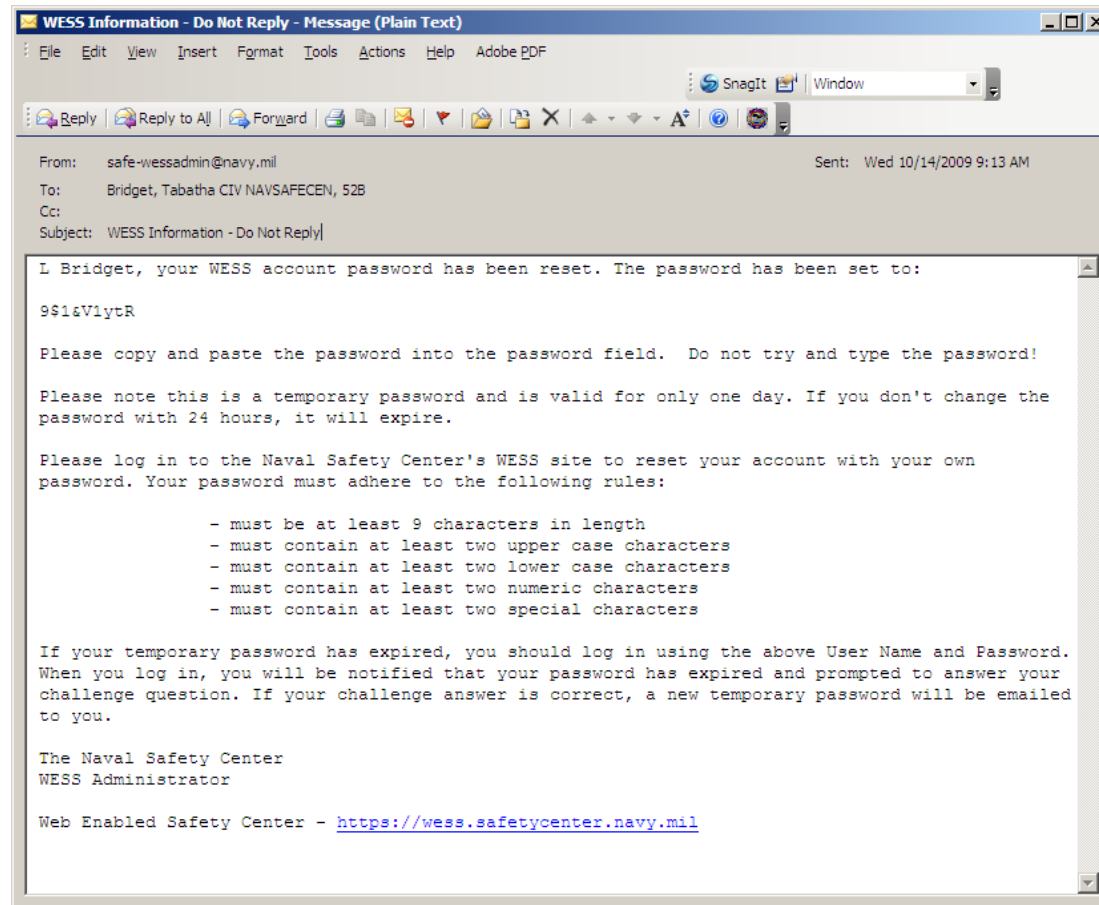 WESS Information - Do Not Reply - Message (Plain Text)
File Edit View Insert Format Tools Actions Help Adobe PDF
SnagIt Window
Reply Reply to All Forward
From: safe-wessadmin@navy.mil Sent: Wed 10/14/2009 9:13 AM
To: Bridget, Tabatha CIV NAVSAFECEN, 52B
Cc:
Subject: WESS Information - Do Not Reply
L Bridget, your WESS account password has been reset. The password has been set to:
9$1&V1ytR
Please copy and paste the password into the password field.  Do not try and type the password!
Please note this is a temporary password and is valid for only one day. If you don't change the
password with 24 hours, it will expire.
Please log in to the Naval Safety Center's WESS site to reset your account with your own
password. Your password must adhere to the following rules:
- must be at least 9 characters in length
- must contain at least two upper case characters
- must contain at least two lower case characters
- must contain at least two numeric characters
- must contain at least two special characters
If your temporary password has expired, you should log in using the above User Name and Password.
When you log in, you will be notified that your password has expired and prompted to answer your
challenge question. If your challenge answer is correct, a new temporary password will be emailed
to you.
The Naval Safety Center
WESS Administrator
Web Enabled Safety Center - https://wess.safetycenter.navy.mil